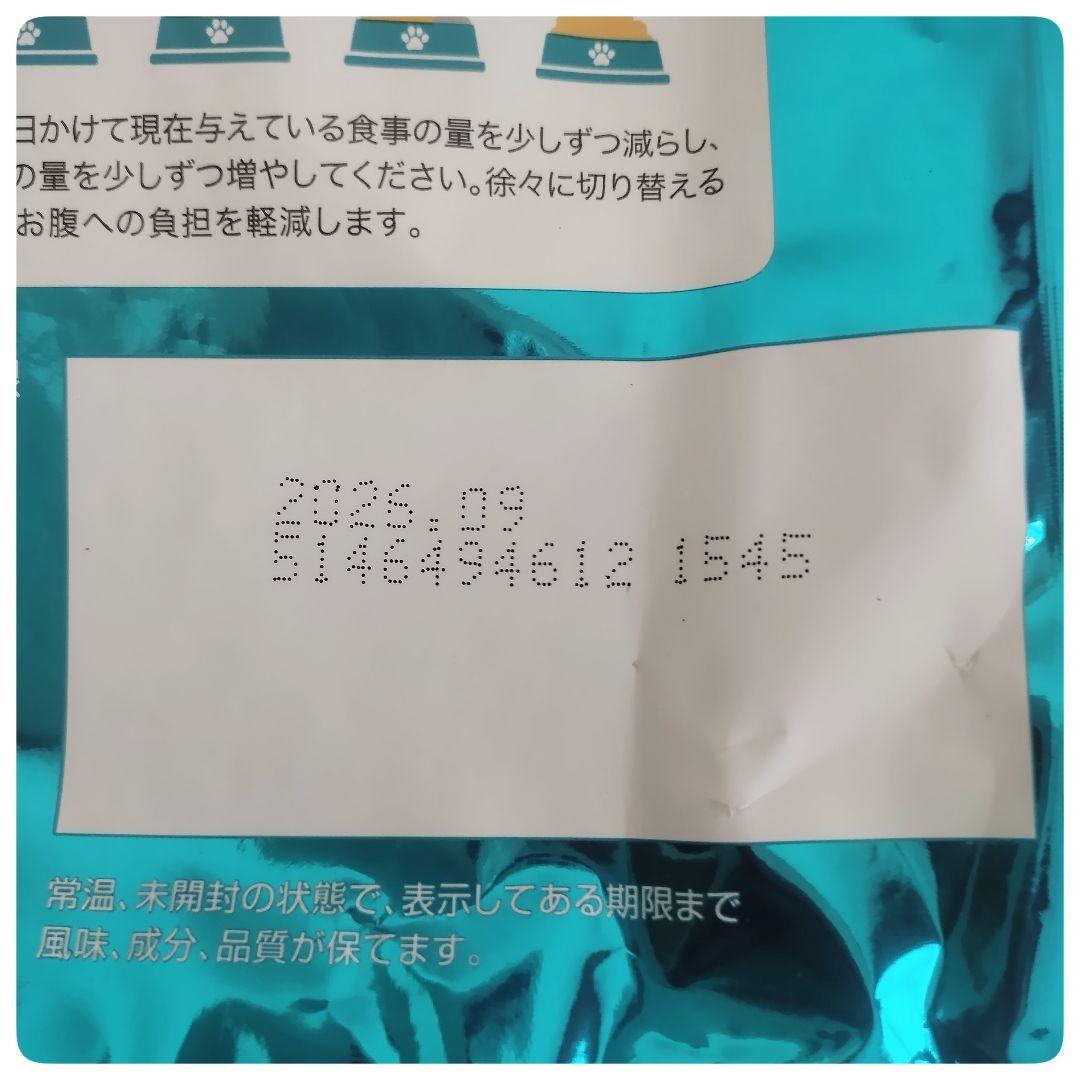 日かけて現在与えている食事の量を少しずつ減らし、
の量を少しずつ増やしてください。徐々に切り替える
お腹への負担を軽減します。
2026.09
5146494612 1545
常温、未開封の状態で、表示してある期限まで
風味、成分、品質が保てます。